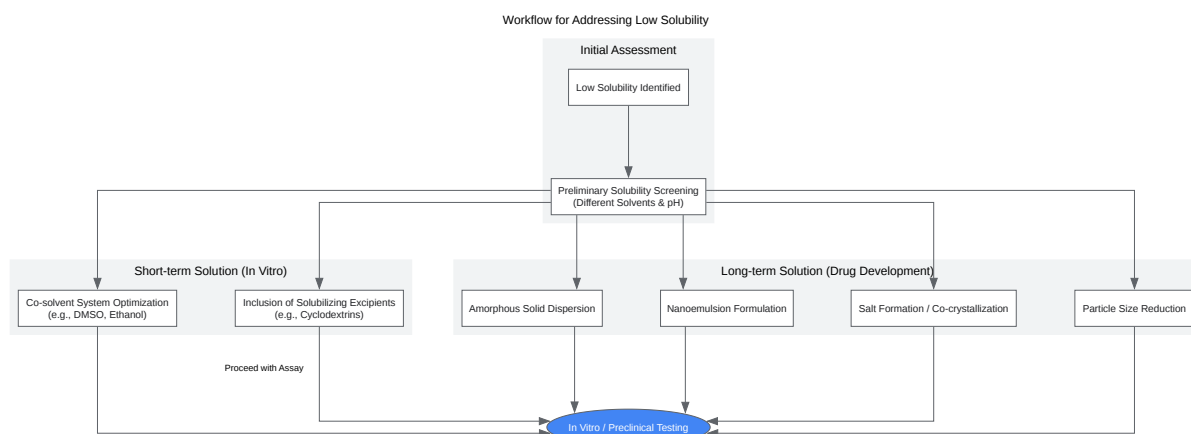 Workflow for Addressing Low Solubility
Initial Assessment
Low Solubility Identified
Preliminary Solubility Screening
(Different Solvents & pH)
Short-term Solution (In Vitro)
Long-term Solution (Drug Development)
Co-solvent System Optimization
(e.g., DMSO, Ethanol)
Inclusion of Solubilizing Excipients
(e.g., Cyclodextrins)
Amorphous Solid Dispersion
Nanoemulsion Formulation
Salt Formation / Co-crystallization
Particle Size Reduction
Proceed with Assay
In Vitro / Preclinical Testing